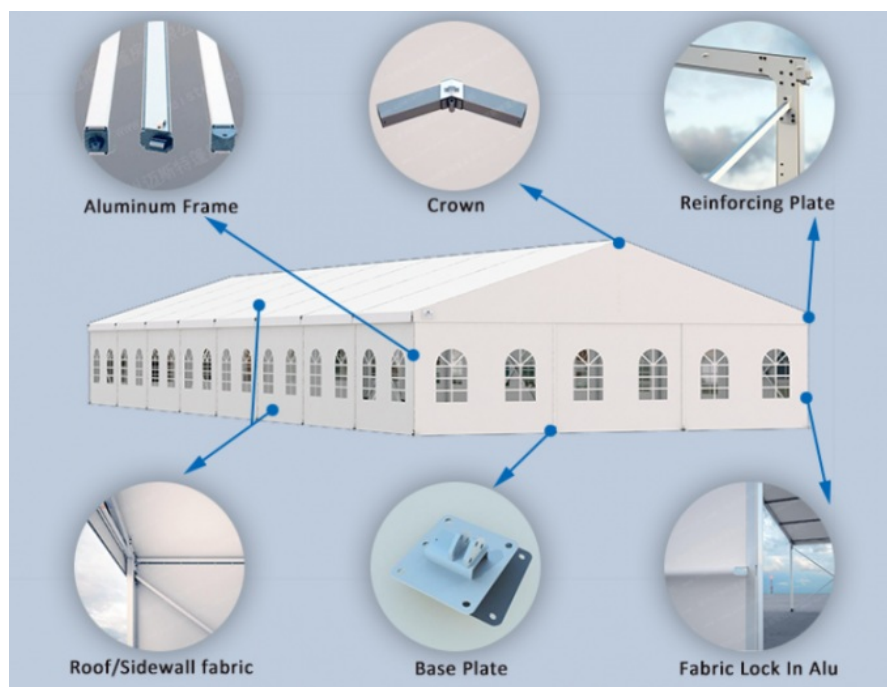 Aluminum Frame
Crown
Reinforcing Plate
Roof/Sidewall fabric
Base Plate
Fabric Lock In Alu